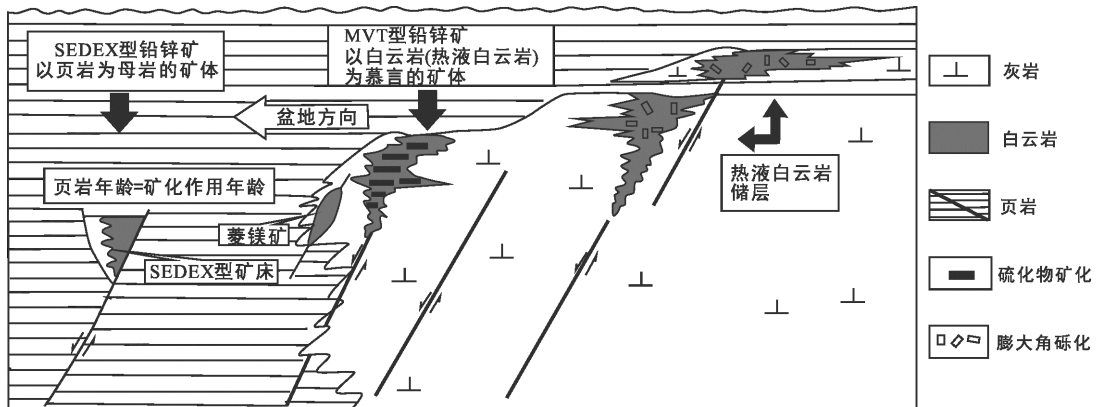 SEDEX型铅锌矿
以页岩为母岩的矿体
MVT型铅锌矿
以白云岩(热液白云岩)
为慕言的矿体
盆地方向
页岩年龄=矿化作用年龄
菱镁矿
SEDEX型矿床
热液白云岩
储层
灰岩
白云岩
页岩
硫化物矿化
膨大角砾化